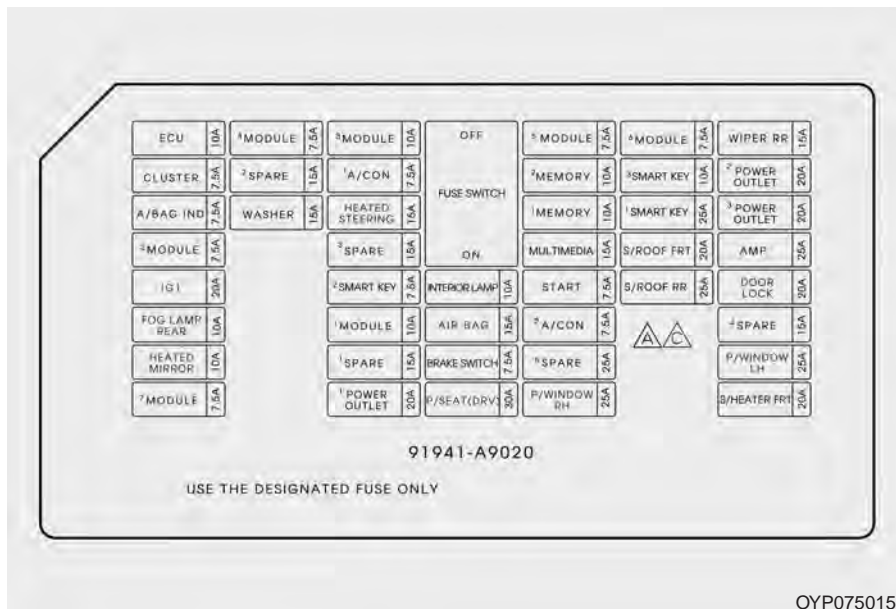 ECU 10A ⁴MODULE 7.5A MODULE 10A OFF ⁵MODULE 7.5A ⁶MODULE 7.5A WIPER RR 15A
CLUSTER 7.5A ²SPARE 15A ¹A/CON 7.5A FUSE SWITCH ²MEMORY 10A ³SMART KEY 10A ²POWER OUTLET 20A
A/BAG IND 7.5A WASHER 15A HEATED STEERING 15A ¹MEMORY 10A ¹SMART KEY 25A ³POWER OUTLET 20A
MODULE 7.5A ³SPARE 15A ON MULTIMEDIA 15A S/ROOF FRT 20A AMP 25A
IG1 20A ²SMART KEY 7.5A INTERIOR LAMP 10A START 7.5A S/ROOF RR 25A DOOR LOCK 20A
FOG LAMP REAR 10A ¹MODULE 10A AIR BAG 15A ²A/CON 7.5A A C ⁴SPARE 15A
HEATED MIRROR 10A ¹SPARE 15A BRAKE SWITCH 7.5A ⁵SPARE 25A P/WINDOW LH 25A
⁷MODULE 7.5A ¹POWER OUTLET 20A P/SEAT(DRV) 30A P/WINDOW RH 25A S/HEATER FRT 20A
91941-A9020
USE THE DESIGNATED FUSE ONLY
OYP075015